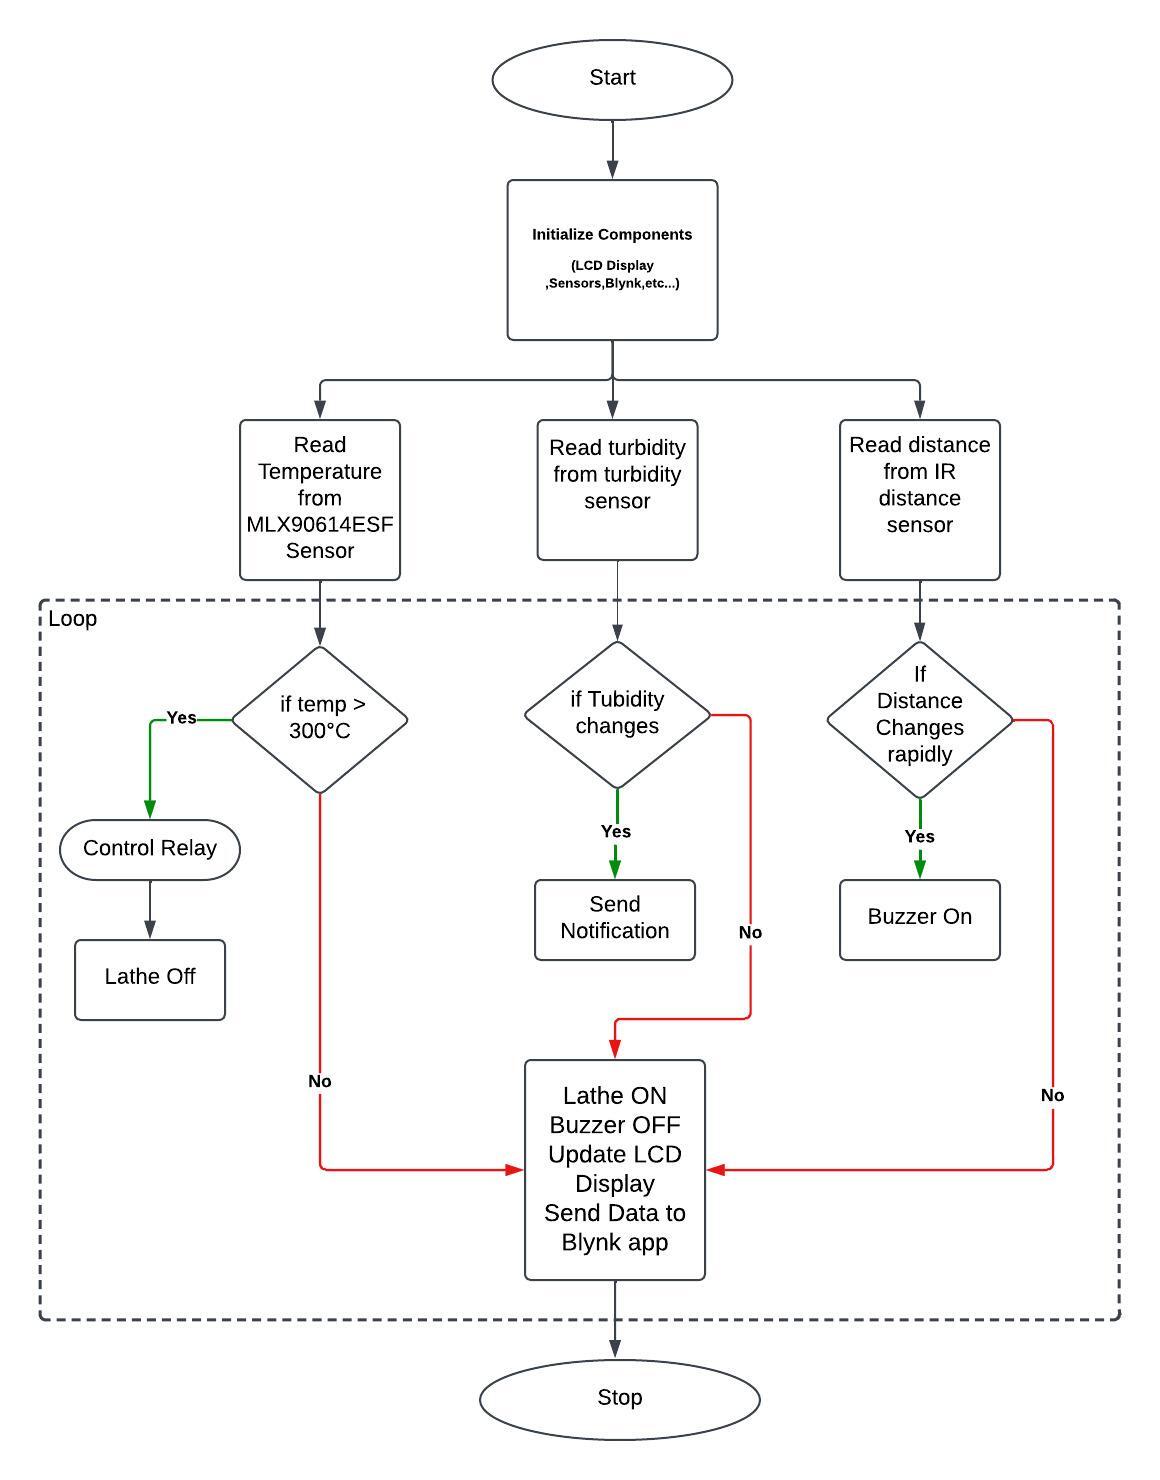 Start
Initialize Components
(LCD Display
,Sensors,Blynk,etc...)
Read
Temperature
from
MLX90614ESF
Sensor
Read turbidity
from turbidity
sensor
Read distance
from IR
distance
sensor
Loop
if temp >
300°C
if Tubidity
changes
If
Distance
Changes
rapidly
Yes
Yes
Yes
Control Relay
Send
Notification
Buzzer On
No
Lathe Off
No
No
Lathe ON
Buzzer OFF
Update LCD
Display
Send Data to
Blynk app
Stop